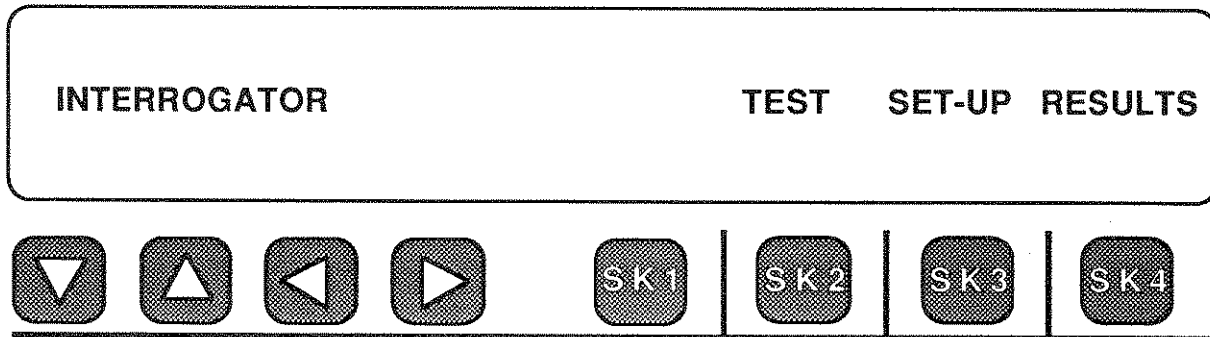 INTERROGATOR TEST SET-UP RESULTS
SK1 SK2 SK3 SK4